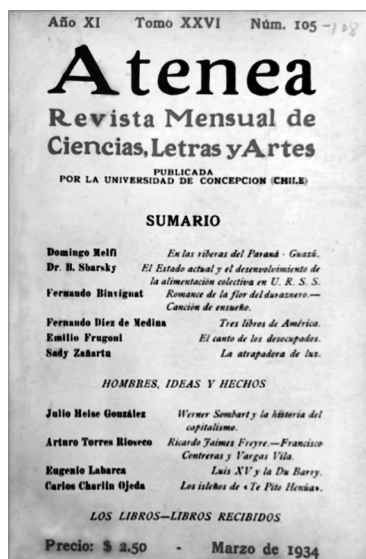 Año XI Tomo XXVI Núm. 105-108
Atenea
Revista Mensual de
Ciencias, Letras y Artes
PUBLICADA
POR LA UNIVERSIDAD DE CONCEPCION (CHILE)
SUMARIO
Domingo Melfi En las riberas del Paraná - Guazú.
Dr. B. Sbarsky El Estado actual y el desenvolvimiento de
la alimentación colectiva en U. R. S. S.
Fernando Binvignat Romance de la flor del duraznero.—
Canción de ensueño.
Fernando Diez de Medina Tres libros de América.
Emilio Frugoni El canto de los desocupados.
Sady Zañartu La atrapadora de luz.
HOMBRES, IDEAS Y HECHOS
Julio Heise González Werner Sombart y la historia del
capitalismo.
Arturo Torres Rioseco Ricardo Jaimes Freyre.—Francisco
Contreras y Vargas Vila.
Eugenio Labarca Luis XV y la Du Barry.
Carlos Charlin Ojeda Los isleños de «Te Pito Henúa».
LOS LIBROS—LIBROS RECIBIDOS
Precio: $ 2.50 - Marzo de 1934